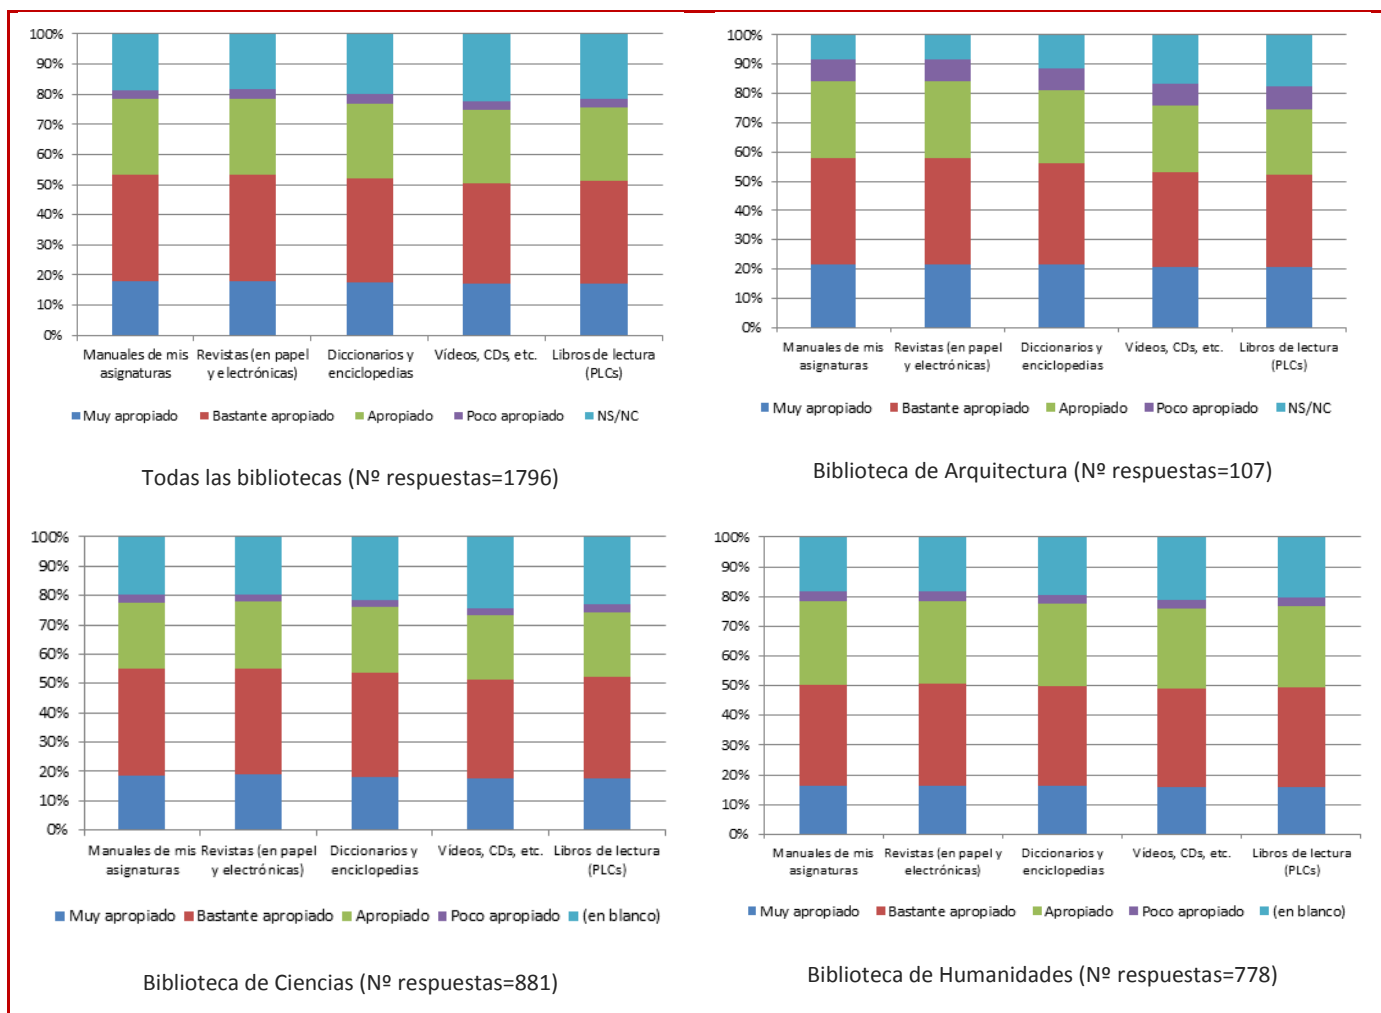 100%
90%
80%
70%
60%
50%
40%
30%
20%
10%
0%
Manuales de mis asignaturas
Revistas (en papel y electrónicas)
Diccionarios y enciclopedias
Vídeos, CDs, etc.
Libros de lectura (PLCs)
Muy apropiado Bastante apropiado Apropiado Poco apropiado NS/NC
Todas las bibliotecas (Nº respuestas=1796)
100%
90%
80%
70%
60%
50%
40%
30%
20%
10%
0%
Manuales de mis asignaturas
Revistas (en papel y electrónicas)
Diccionarios y enciclopedias
Vídeos, CDs, etc.
Libros de lectura (PLCs)
Muy apropiado Bastante apropiado Apropiado Poco apropiado NS/NC
Biblioteca de Arquitectura (Nº respuestas=107)
100%
90%
80%
70%
60%
50%
40%
30%
20%
10%
0%
Manuales de mis asignaturas
Revistas (en papel y electrónicas)
Diccionarios y enciclopedias
Vídeos, CDs, etc.
Libros de lectura (PLCs)
Muy apropiado Bastante apropiado Apropiado Poco apropiado (en blanco)
Biblioteca de Ciencias (Nº respuestas=881)
100%
90%
80%
70%
60%
50%
40%
30%
20%
10%
0%
Manuales de mis asignaturas
Revistas (en papel y electrónicas)
Diccionarios y enciclopedias
Vídeos, CDs, etc.
Libros de lectura (PLCs)
Muy apropiado Bastante apropiado Apropiado Poco apropiado (en blanco)
Biblioteca de Humanidades (Nº respuestas=778)